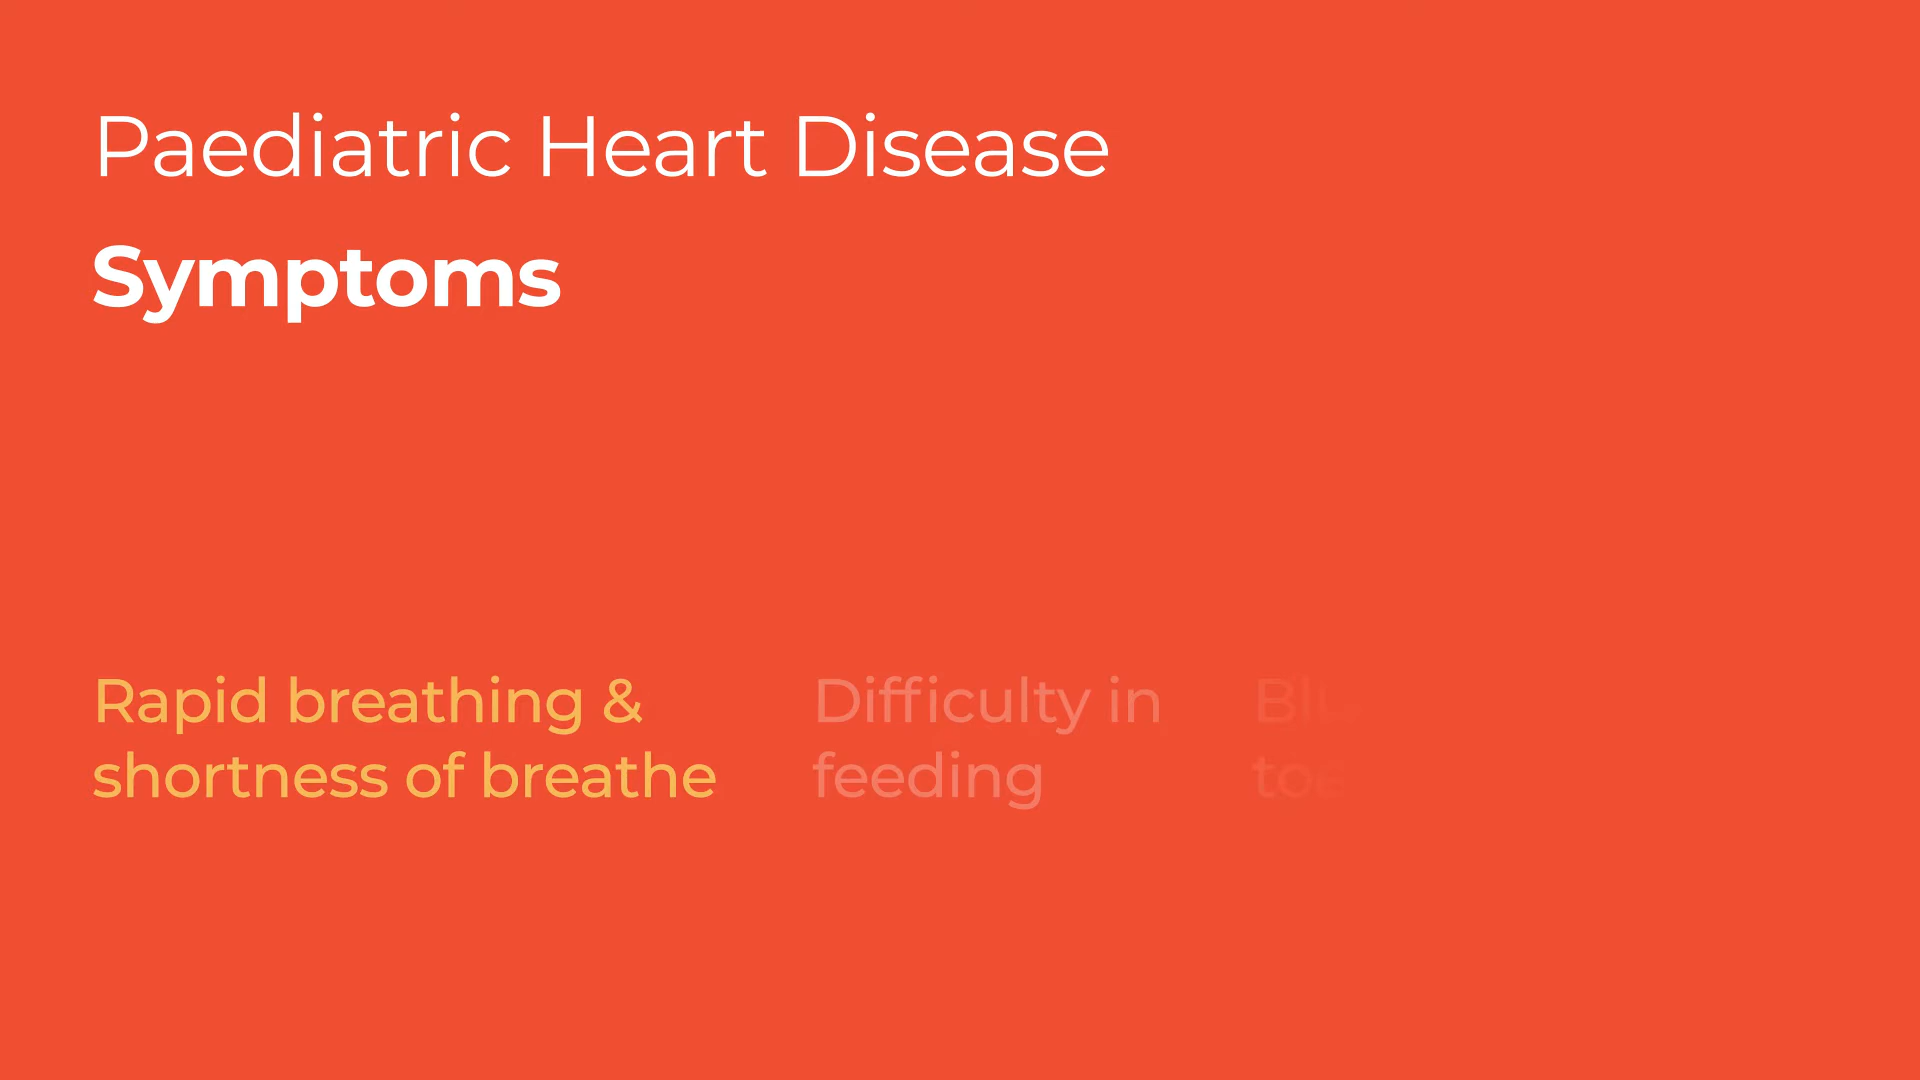 Paediatric Heart Disease
Symptoms
Rapid breathing &
shortness of breathe
Difficulty in
feeding